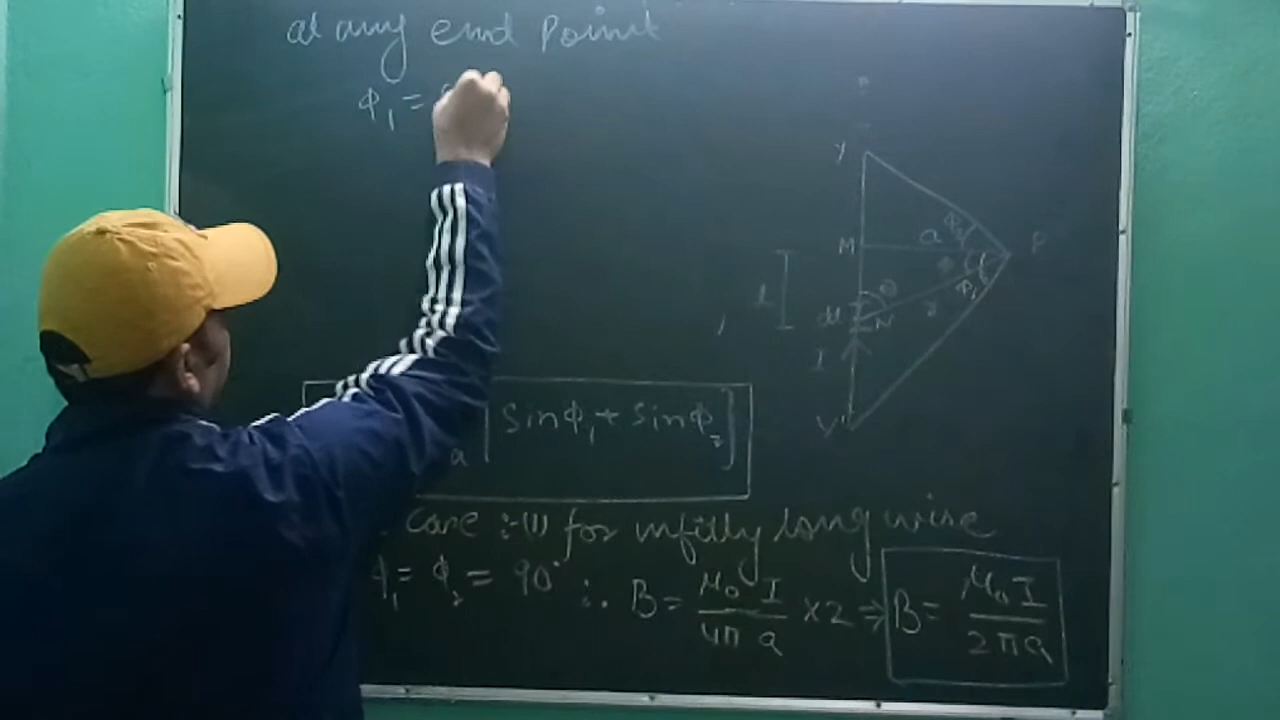 at any end Point
Φ₁ =
Y
M a Φ₂ P
l dl N θ r Φ₁
I
Y'
a [ SinΦ₁ + SinΦ₂ ]
Case :-(1) for infitly long wire
Φ₁ = Φ₂ = 90° ∴ B = μ₀ I / 4π a × 2 ⇒ B = μ₀ I / 2πa